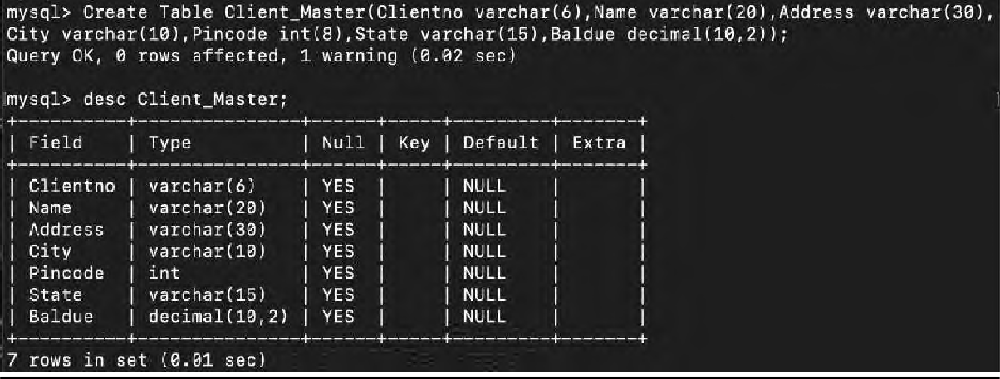 mysql> Create Table Client_Master(Clientno varchar(6),Name varchar(20),Address varchar(30),
City varchar(10),Pincode int(8),State varchar(15),Baldue decimal(10,2));
Query OK, 0 rows affected, 1 warning (0.02 sec)
mysql> desc Client_Master;
+----------+---------------+------+-----+---------+-------+
| Field    | Type          | Null | Key | Default | Extra |
+----------+---------------+------+-----+---------+-------+
| Clientno | varchar(6)    | YES  |     | NULL    |       |
| Name     | varchar(20)   | YES  |     | NULL    |       |
| Address  | varchar(30)   | YES  |     | NULL    |       |
| City     | varchar(10)   | YES  |     | NULL    |       |
| Pincode  | int           | YES  |     | NULL    |       |
| State    | varchar(15)   | YES  |     | NULL    |       |
| Baldue   | decimal(10,2) | YES  |     | NULL    |       |
+----------+---------------+------+-----+---------+-------+
7 rows in set (0.01 sec)